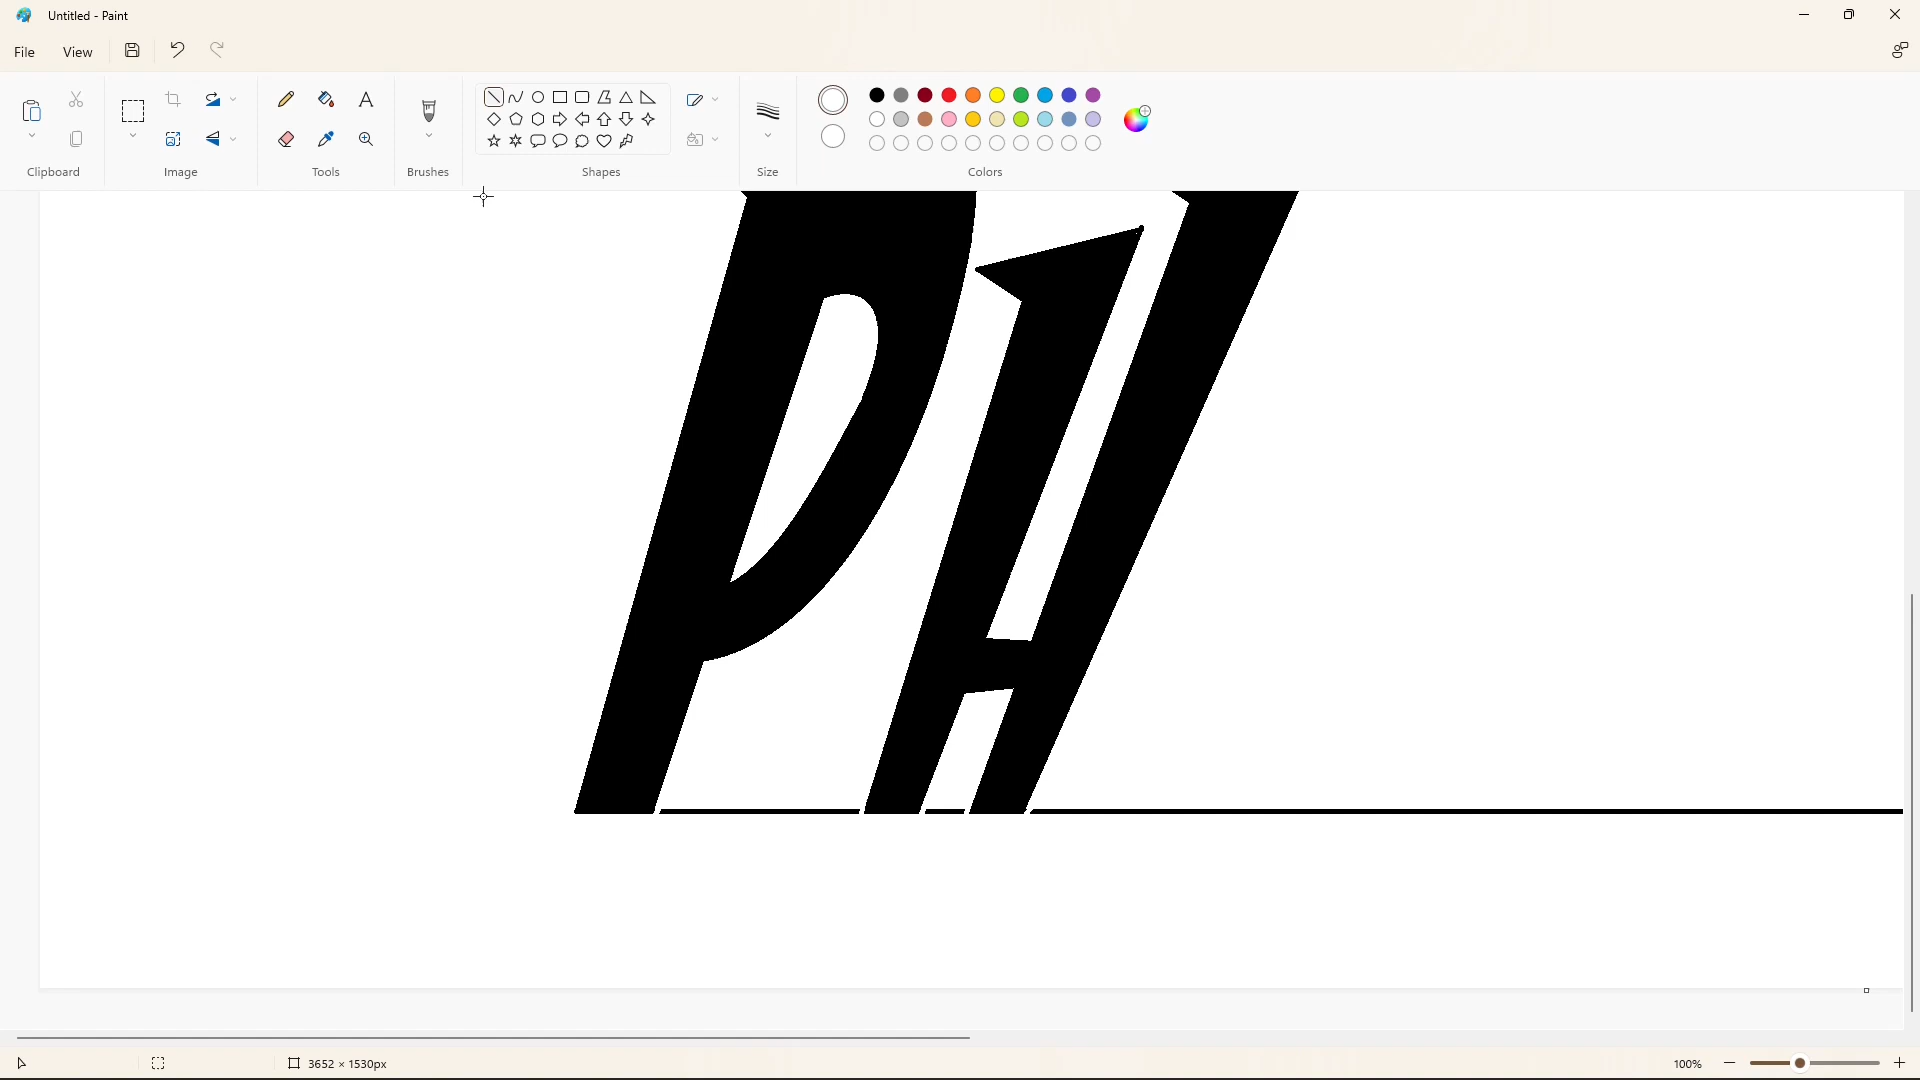 Untitled - Paint
File View
Clipboard Image Tools Brushes Shapes Size Colors
PH
3652 × 1530px 100%